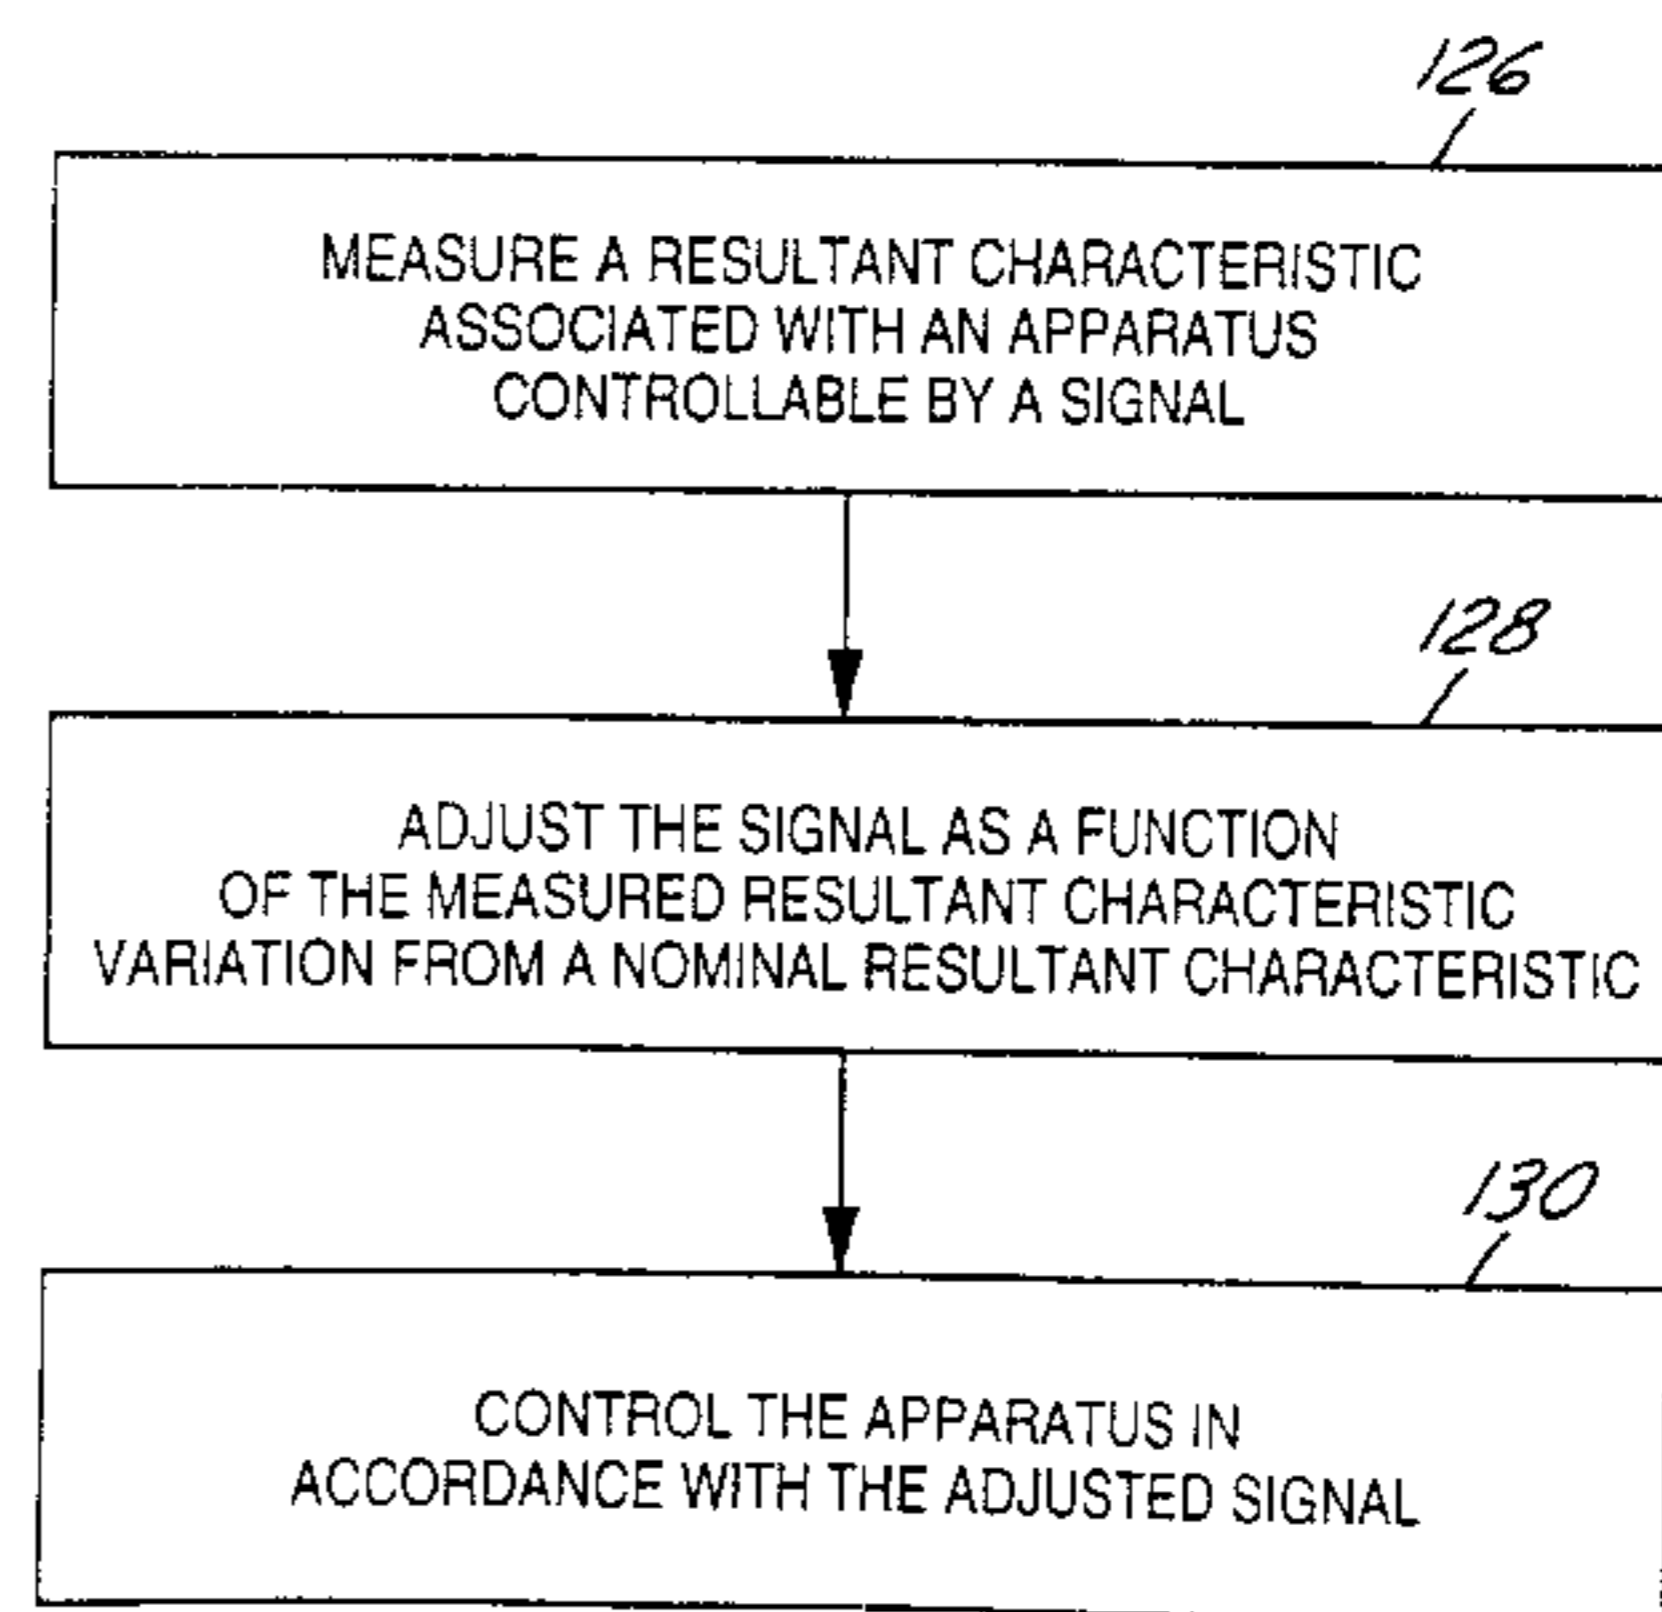 126
MEASURE A RESULTANT CHARACTERISTIC
ASSOCIATED WITH AN APPARATUS
CONTROLLABLE BY A SIGNAL
128
ADJUST THE SIGNAL AS A FUNCTION
OF THE MEASURED RESULTANT CHARACTERISTIC
VARIATION FROM A NOMINAL RESULTANT CHARACTERISTIC
130
CONTROL THE APPARATUS IN
ACCORDANCE WITH THE ADJUSTED SIGNAL